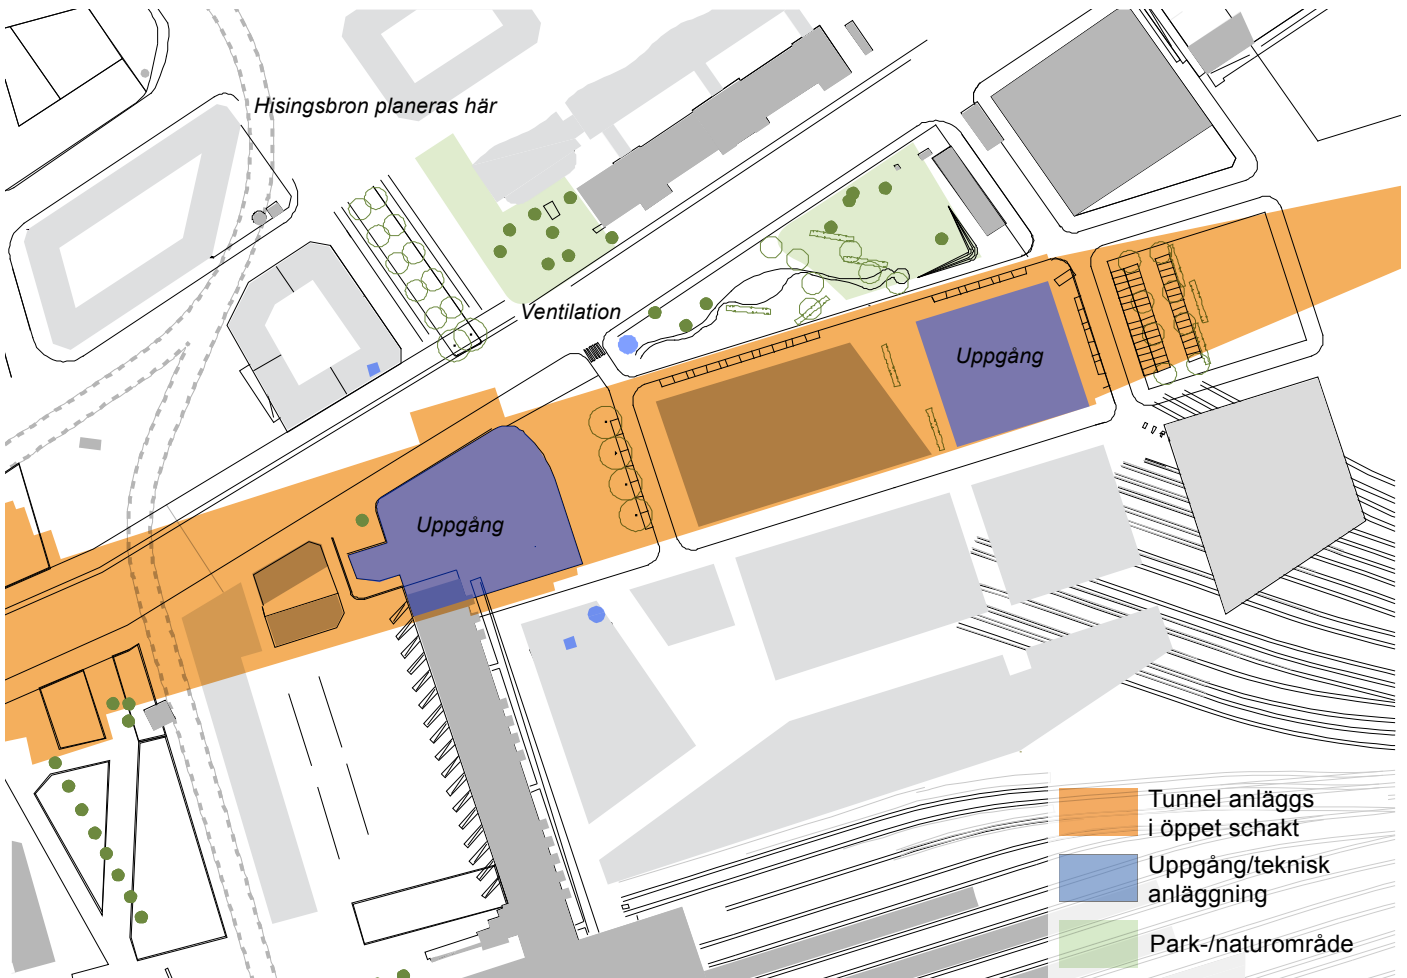 Hisingsbron planeras här
Ventilation
Uppgång
Uppgång
Tunnel anläggs
i öppet schakt
Uppgång/teknisk
anläggning
Park-/naturområde